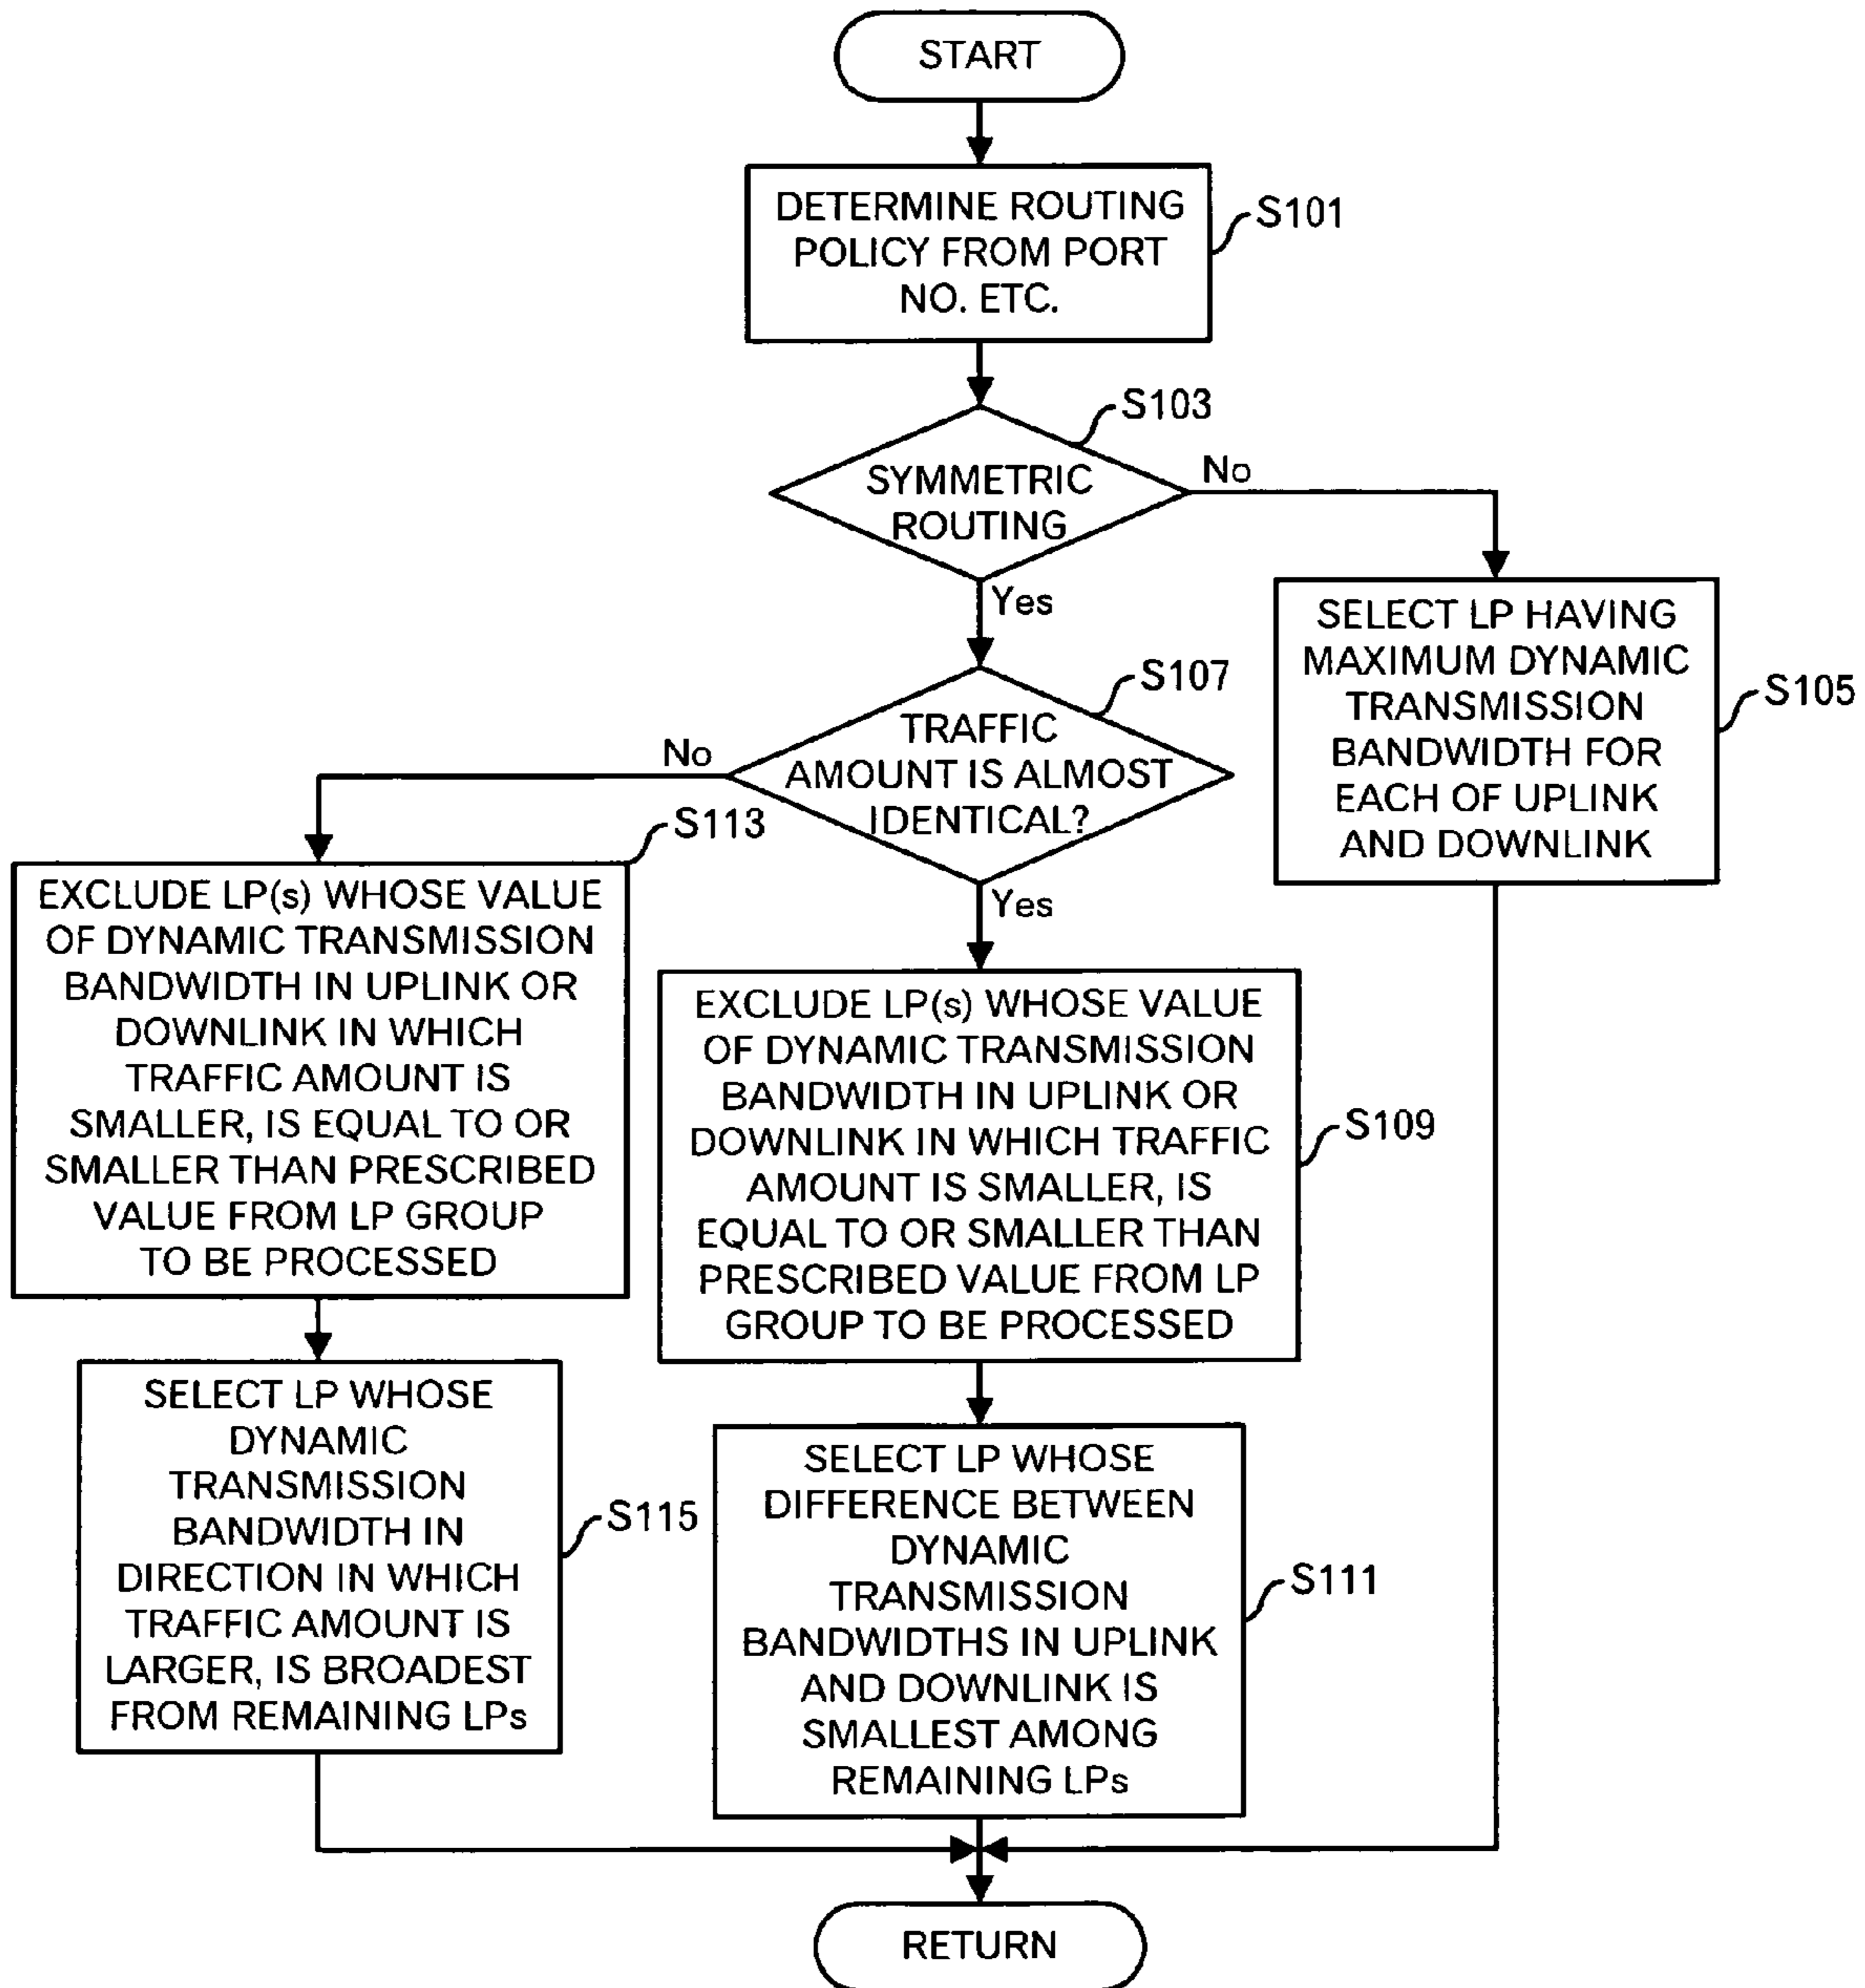 START
DETERMINE ROUTING
POLICY FROM PORT
NO. ETC.
S101
S103
SYMMETRIC
ROUTING
No
Yes
SELECT LP HAVING
MAXIMUM DYNAMIC
TRANSMISSION
BANDWIDTH FOR
EACH OF UPLINK
AND DOWNLINK
S105
S107
TRAFFIC
AMOUNT IS ALMOST
IDENTICAL?
No
Yes
S113
EXCLUDE LP(s) WHOSE VALUE
OF DYNAMIC TRANSMISSION
BANDWIDTH IN UPLINK OR
DOWNLINK IN WHICH
TRAFFIC AMOUNT IS
SMALLER, IS EQUAL TO OR
SMALLER THAN PRESCRIBED
VALUE FROM LP GROUP
TO BE PROCESSED
EXCLUDE LP(s) WHOSE VALUE
OF DYNAMIC TRANSMISSION
BANDWIDTH IN UPLINK OR
DOWNLINK IN WHICH TRAFFIC
AMOUNT IS SMALLER, IS
EQUAL TO OR SMALLER THAN
PRESCRIBED VALUE FROM LP
GROUP TO BE PROCESSED
S109
SELECT LP WHOSE
DYNAMIC
TRANSMISSION
BANDWIDTH IN
DIRECTION IN WHICH
TRAFFIC AMOUNT IS
LARGER, IS BROADEST
FROM REMAINING LPs
S115
SELECT LP WHOSE
DIFFERENCE BETWEEN
DYNAMIC
TRANSMISSION
BANDWIDTHS IN UPLINK
AND DOWNLINK IS
SMALLEST AMONG
REMAINING LPs
S111
RETURN